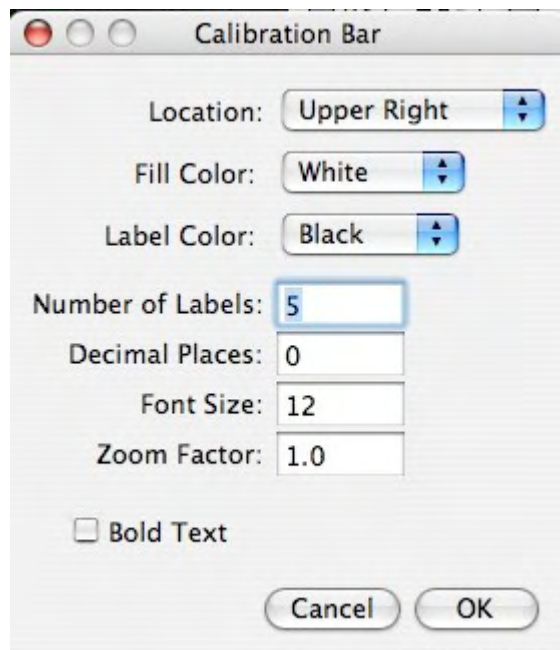 Calibration Bar
Location: Upper Right
Fill Color: White
Label Color: Black
Number of Labels: 5
Decimal Places: 0
Font Size: 12
Zoom Factor: 1.0
Bold Text
Cancel OK